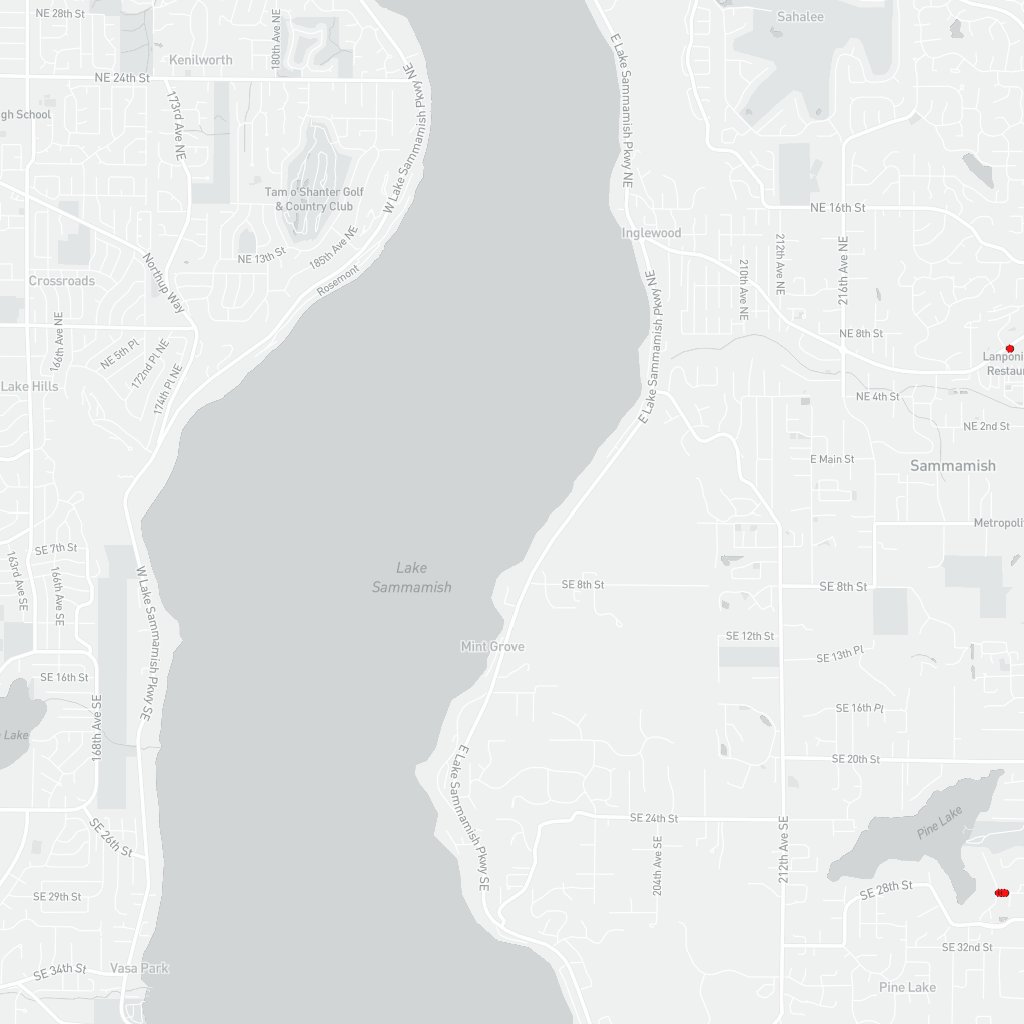 NE 28th St
180th Ave NE
Kenilworth
NE 24th St
gh School
173rd Ave NE
W Lake Sammamish Pkwy NE
Tam o'Shanter Golf
& Country Club
NE 13th St
185th Ave NE
Rosemont
Northup Way
Crossroads
166th Ave NE
NE 5th Pl
172nd Pl NE
174th Pl NE
Lake Hills
Sahalee
E Lake Sammamish Pkwy NE
NE 16th St
Inglewood
210th Ave NE
212th Ave NE
216th Ave NE
NE 8th St
E Lake Sammamish Pkwy NE
Lanponi
Restaur
NE 4th St
NE 2nd St
E Main St
Sammamish
Metropolit
SE 7th St
163rd Ave SE
166th Ave SE
W Lake Sammamish Pkwy SE
Lake
Sammamish
SE 8th St
SE 8th St
Mint Grove
SE 12th St
SE 13th Pl
SE 16th St
168th Ave SE
Lake
SE 16th Pl
SE 20th St
E Lake Sammamish Pkwy SE
SE 24th St
204th Ave SE
212th Ave SE
Pine Lake
SE 26th St
SE 29th St
SE 28th St
SE 32nd St
SE 34th St
Vasa Park
Pine Lake